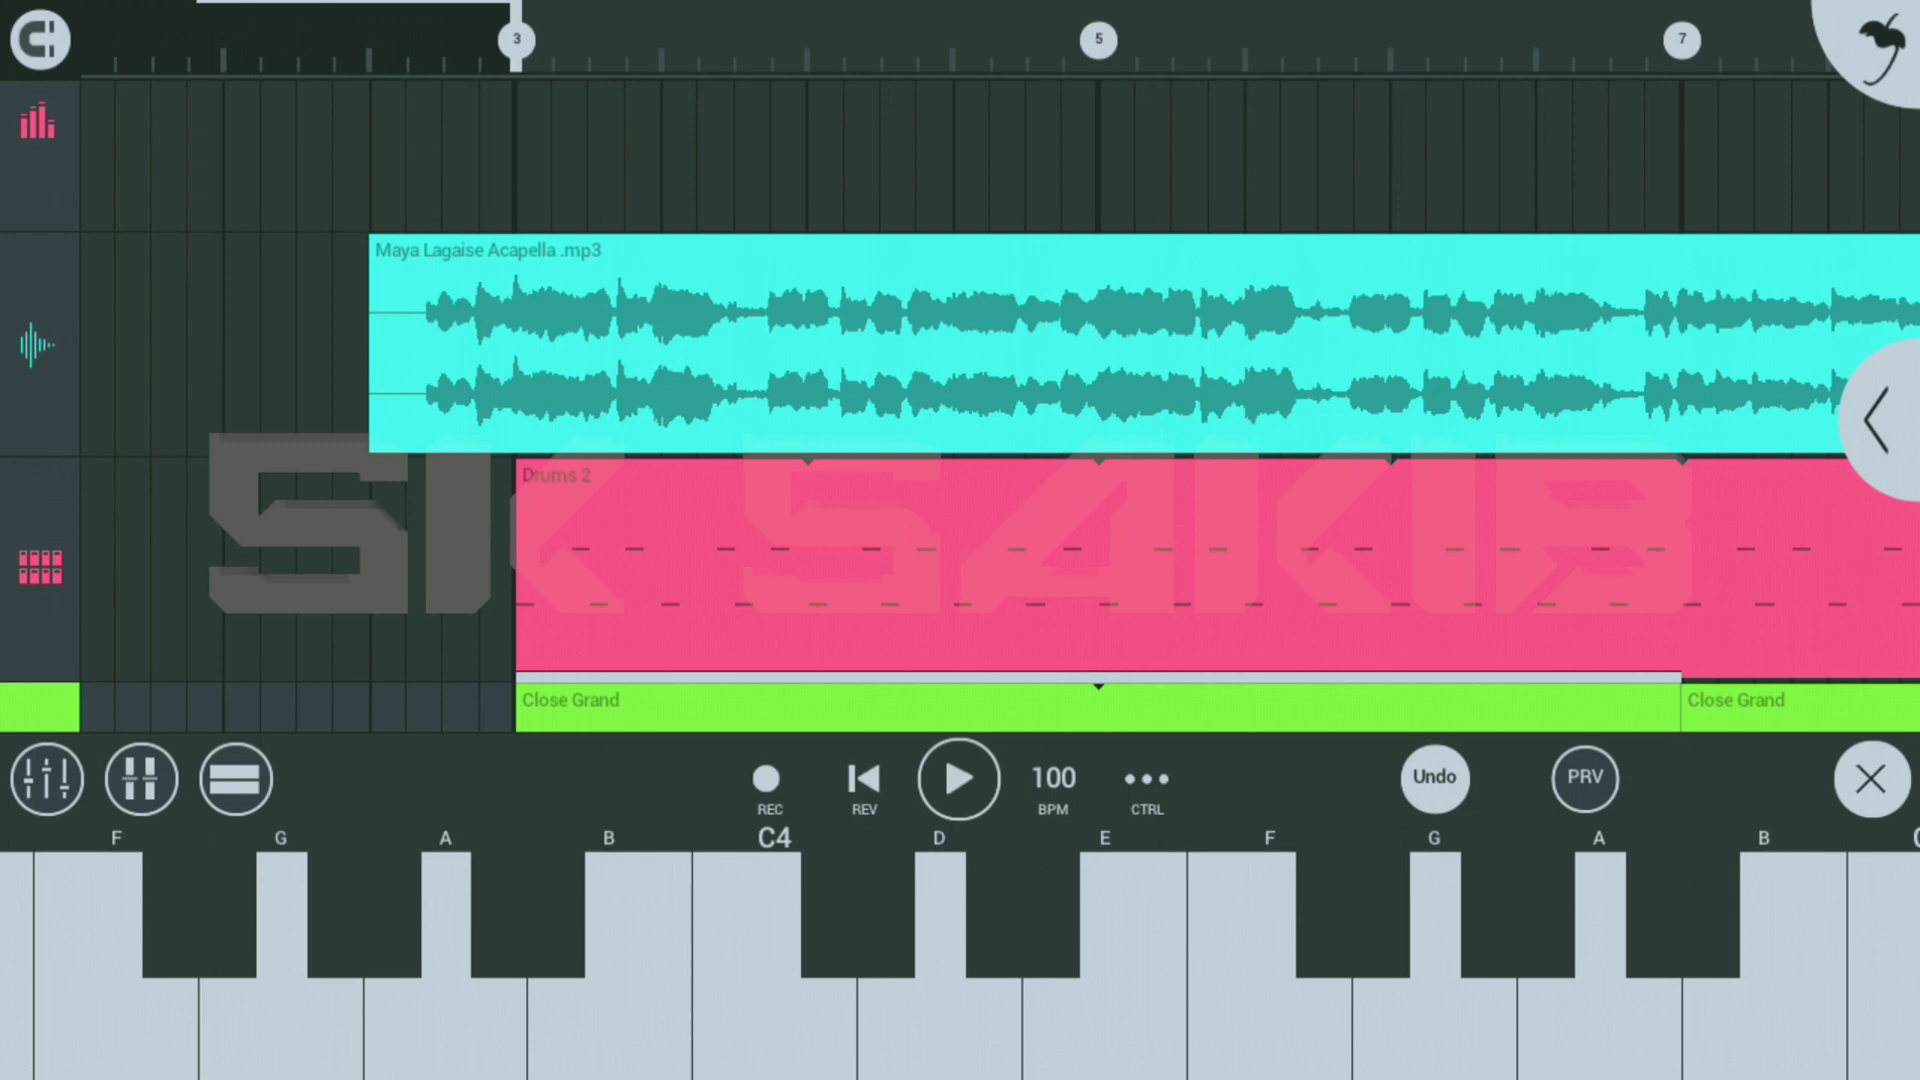 3 5 7
Maya Lagaise Acapella .mp3
Drums 2
SK SAKIB
Close Grand Close Grand
100 Undo PRV
REC REV BPM CTRL
F G A B C4 D E F G A B C